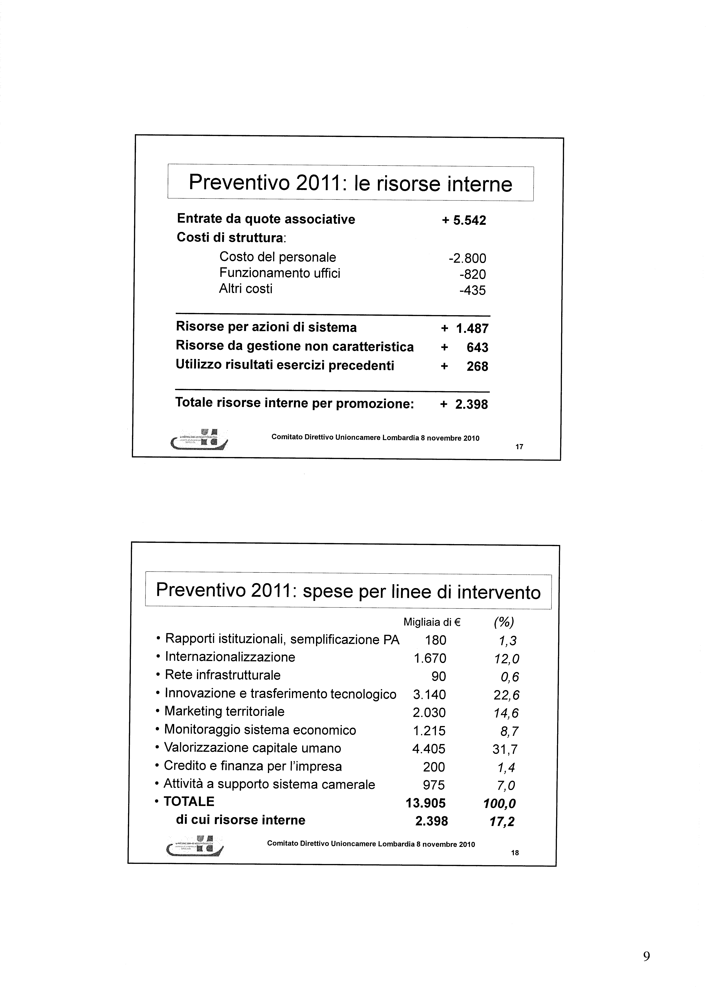 Preventivo 2011: le risorse interne
Entrate da quote associative + 5.542
Costi di struttura:
Costo del personale -2.800
Funzionamento uffici -820
Altri costi -435
Risorse per azioni di sistema + 1.487
Risorse da gestione non caratteristica + 643
Utilizzo risultati esercizi precedenti + 268
Totale risorse interne per promozione: + 2.398
Comitato Direttivo Unioncamere Lombardia 8 novembre 2010
17
Preventivo 2011: spese per linee di intervento
Migliaia di € (%)
• Rapporti istituzionali, semplificazione PA 180 1,3
• Internazionalizzazione 1.670 12,0
• Rete infrastrutturale 90 0,6
• Innovazione e trasferimento tecnologico 3.140 22,6
• Marketing territoriale 2.030 14,6
• Monitoraggio sistema economico 1.215 8,7
• Valorizzazione capitale umano 4.405 31,7
• Credito e finanza per l'impresa 200 1,4
• Attività a supporto sistema camerale 975 7,0
• TOTALE 13.905 100,0
di cui risorse interne 2.398 17,2
Comitato Direttivo Unioncamere Lombardia 8 novembre 2010
18
9